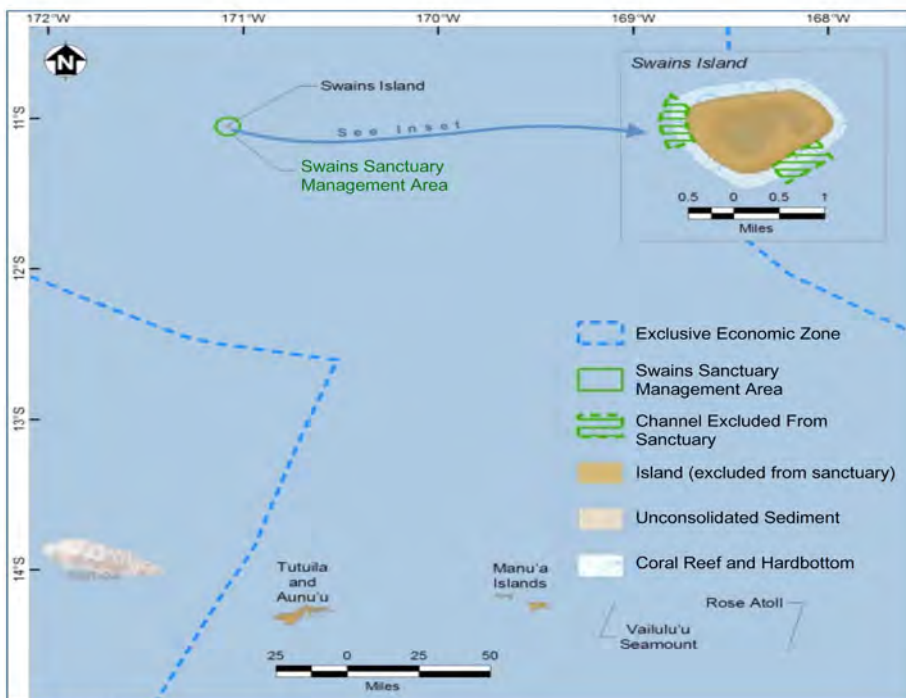 172°W 171°W 170°W 169°W 168°W
N
11°S
12°S
13°S
14°S
Swains Island
See Inset
Swains Sanctuary
Management Area
Swains Island
0.5 0 0.5 1
Miles
Exclusive Economic Zone
Swains Sanctuary
Management Area
Channel Excluded From
Sanctuary
Island (excluded from sanctuary)
Unconsolidated Sediment
Coral Reef and Hardbottom
Tutuila
and
Aunu'u
Manu'a
Islands
Rose Atoll
Vailulu'u
Seamount
25 0 25 50
Miles